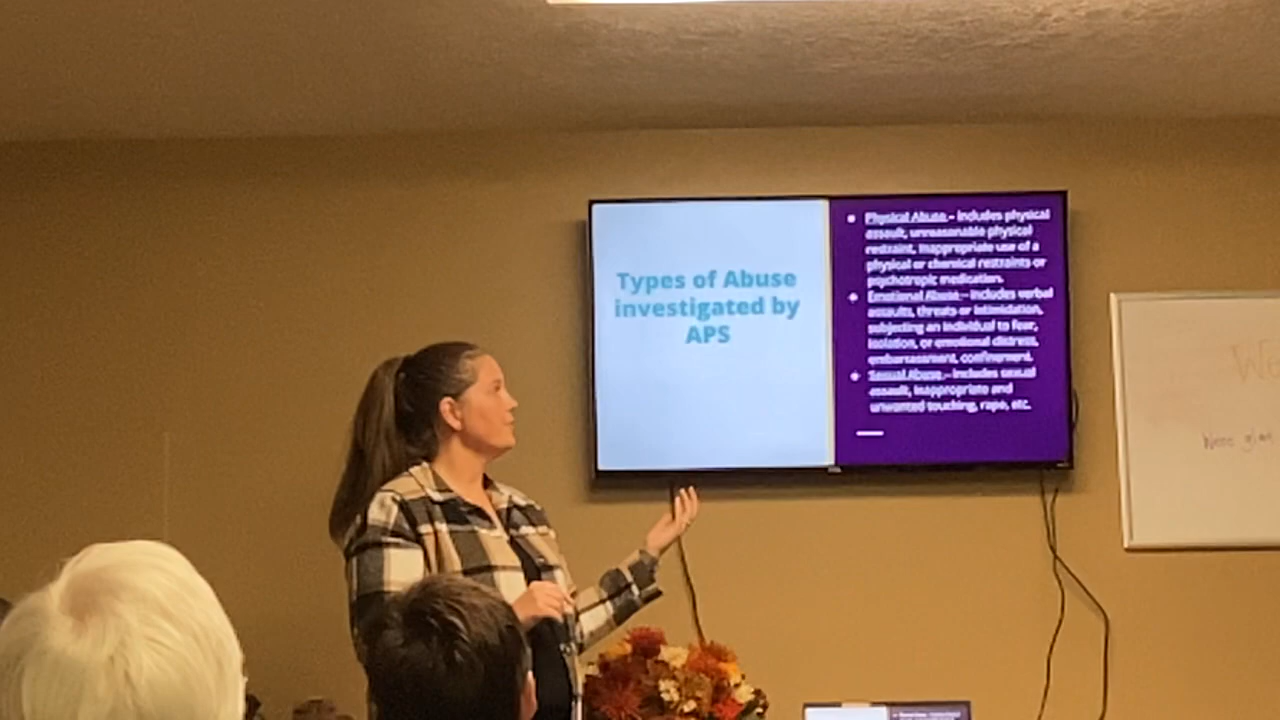 Types of Abuse
investigated by
APS
Physical Abuse - includes physical
assault, unreasonable physical
restraint, inappropriate use of a
physical or chemical restraints or
psychotropic medication.
Emotional Abuse - includes verbal
assaults, threats or intimidation,
subjecting an individual to fear,
isolation, or emotional distress,
embarrassment, confinement.
Sexual Abuse - includes sexual
assault, inappropriate and
unwanted touching, rape, etc.